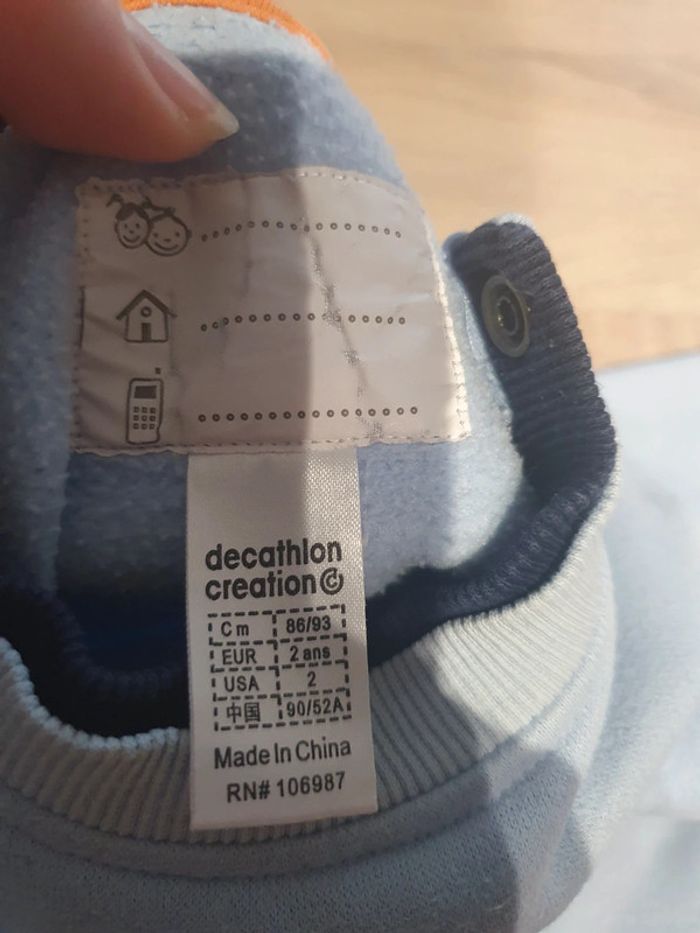 decathlon
creation
Cm 86/93
EUR 2 ans
USA 2
中国 90/52A
Made In China
RN# 106987